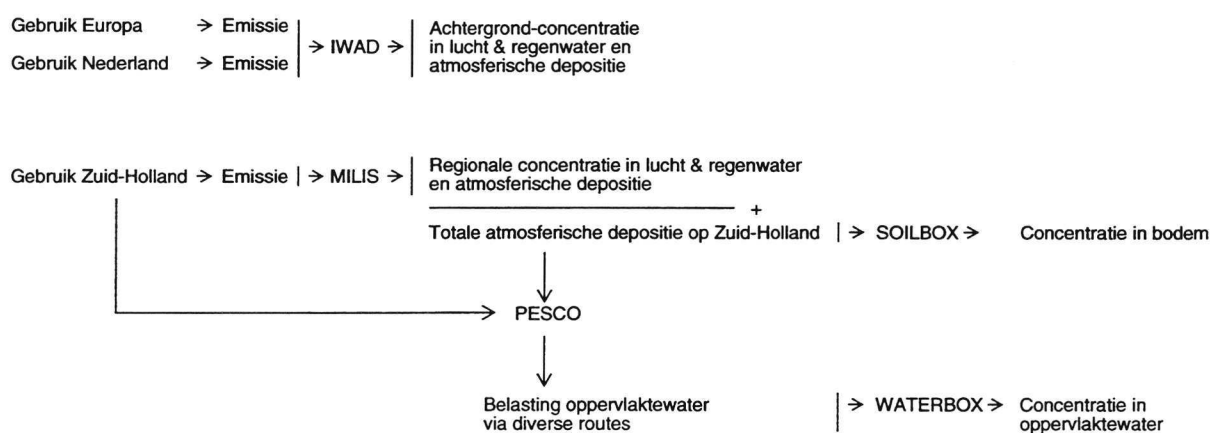 Gebruik Europa → Emissie
Gebruik Nederland → Emissie
→ IWAD →
Achtergrond-concentratie
in lucht & regenwater en
atmosferische depositie
Gebruik Zuid-Holland → Emissie | → MILIS →
Regionale concentratie in lucht & regenwater
en atmosferische depositie
+
Totale atmosferische depositie op Zuid-Holland | → SOILBOX → Concentratie in bodem
PESCO
Belasting oppervlaktewater
via diverse routes
→ WATERBOX →
Concentratie in
oppervlaktewater